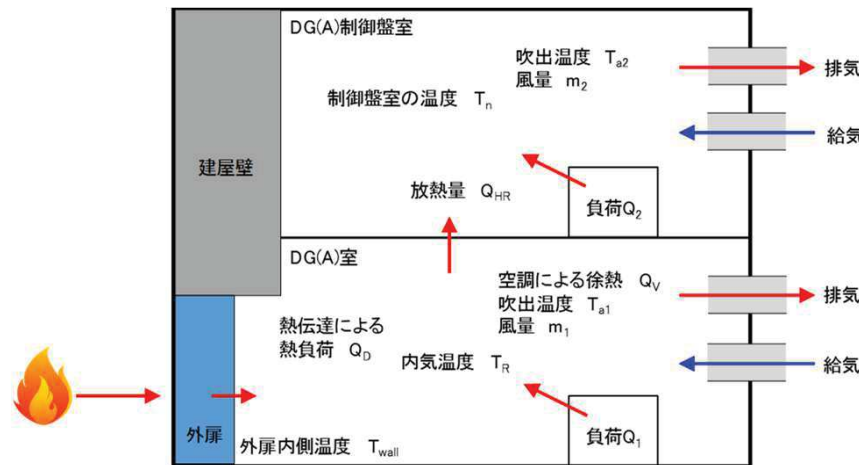 DG(A)制御盤室
吹出温度 Ta2
風量 m2
排気
制御盤室の温度 Tn
給気
建屋壁
放熱量 QHR
負荷Q2
DG(A)室
空調による徐熱 QV
吹出温度 Ta1
風量 m1
排気
熱伝達による
熱負荷 QD
内気温度 TR
給気
外扉
外扉内側温度 Twall
負荷Q1